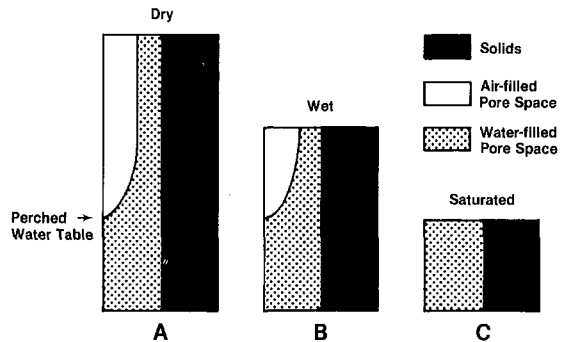 Dry
Solids
Air-filled
Pore Space
Wet
Water-filled
Pore Space
Saturated
Perched →
Water Table
A
B
C